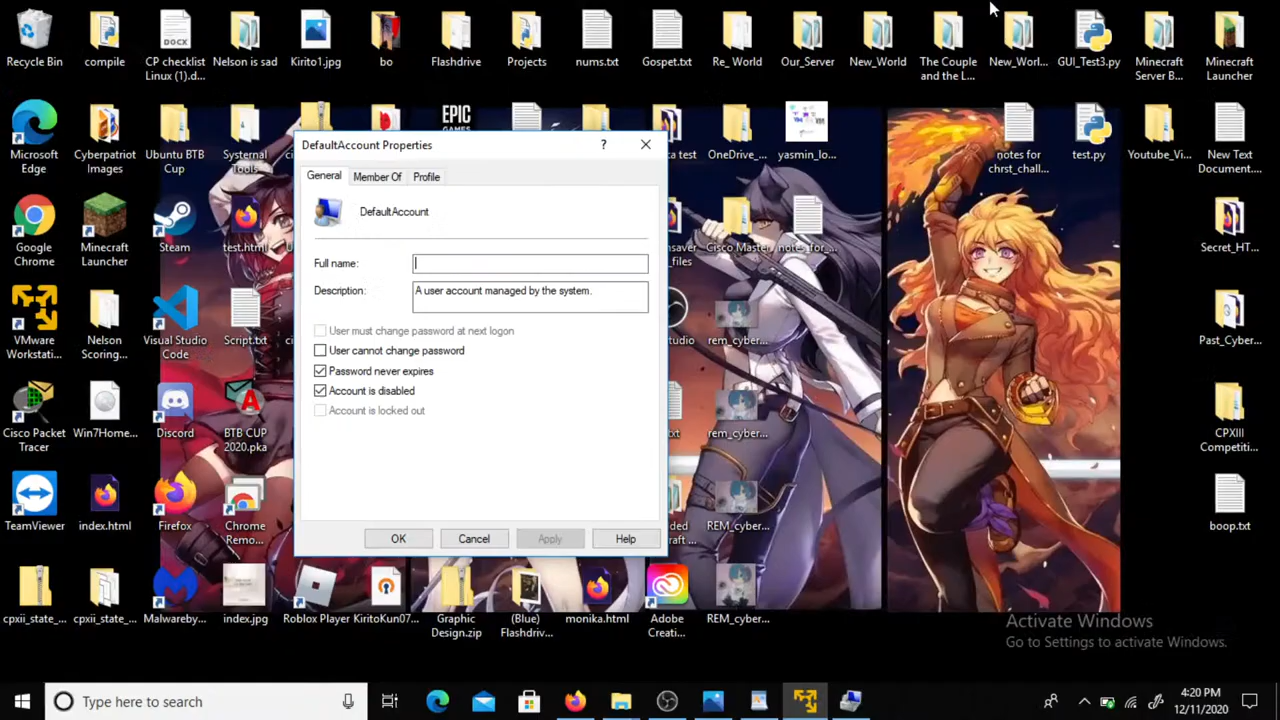 Recycle Bin
compile
CP checklist
Linux (1).d...
Nelson is sad
Kirito1.jpg
bo
Flashdrive
Projects
nums.txt
Gospet.txt
Re_ World
Our_Server
New_World
The Couple
and the L...
New_Worl...
GUI_Test3.py
Minecraft
Server B...
Minecraft
Launcher
DOCX
EPIC
GAMES
Microsoft
Edge
Cyberpatriot
Images
Ubuntu BTB
Cup
Systernal
Tools
OneDrive_...
yasmin_lo...
notes for
chrst_chall...
test.py
Youtube_Vi...
New Text
Document....
DefaultAccount Properties
General
Member Of
Profile
DefaultAccount
Full name:
Description:
A user account managed by the system.
User must change password at next logon
User cannot change password
Password never expires
Account is disabled
Account is locked out
OK
Cancel
Apply
Help
Google
Chrome
Minecraft
Launcher
Steam
test.html
Cisco Master
notes_for_...
Secret_HT...
VMware
Workstati...
Nelson
Scoring...
Visual Studio
Code
Script.txt
rem_cyber...
Past_Cyber...
Cisco Packet
Tracer
Win7Home...
Discord
BTB CUP
2020.pka
rem_cyber...
CPXIII
Competiti...
TeamViewer
index.html
Firefox
Chrome
Remo...
REM_cyber...
boop.txt
cpxii_state_...
cpxii_state_...
Malwareby...
index.jpg
Roblox Player
KiritoKun07...
Graphic
Design.zip
(Blue)
Flashdriv...
monika.html
Adobe
Creati...
REM_cyber...
Activate Windows
Go to Settings to activate Windows.
Type here to search
4:20 PM
12/11/2020